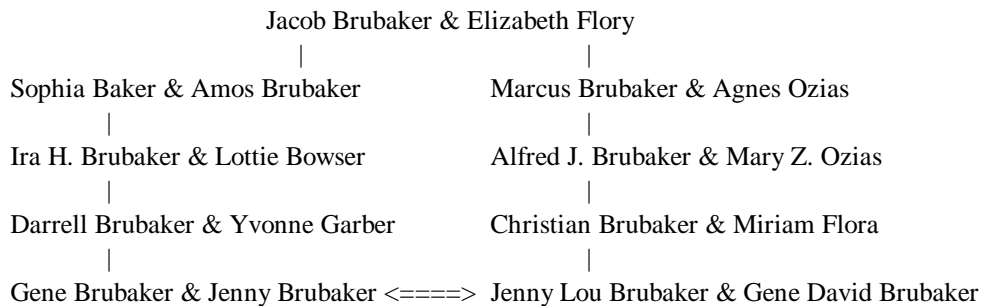 Jacob Brubaker & Elizabeth Flory
| |
Sophia Baker & Amos Brubaker Marcus Brubaker & Agnes Ozias
| |
Ira H. Brubaker & Lottie Bowser Alfred J. Brubaker & Mary Z. Ozias
| |
Darrell Brubaker & Yvonne Garber Christian Brubaker & Miriam Flora
| |
Gene Brubaker & Jenny Brubaker <====> Jenny Lou Brubaker & Gene David Brubaker